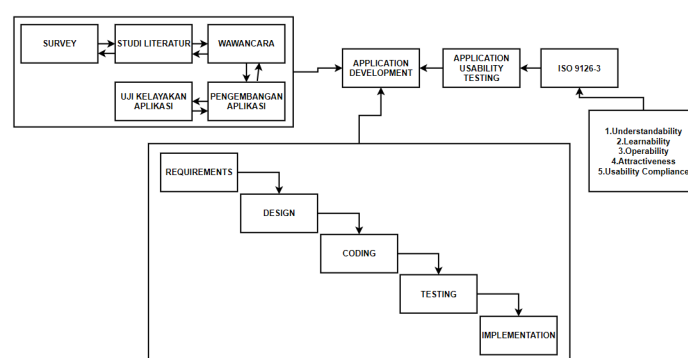 SURVEY
STUDI LITERATUR
WAWANCARA
UJI KELAYAKAN
APLIKASI
PENGEMBANGAN
APLIKASI
APPLICATION
DEVELOPMENT
APPLICATION
USABILITY
TESTING
ISO 9126-3
1.Understandability
2.Learnability
3.Operability
4.Attractiveness
5.Usability Compliance
REQUIREMENTS
DESIGN
CODING
TESTING
IMPLEMENTATION